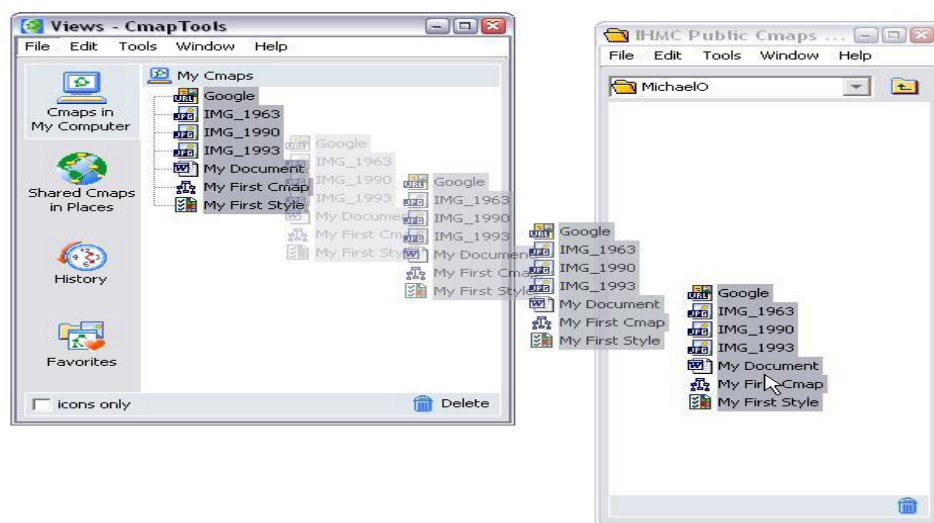 Views - CmapTools
File Edit Tools Window Help
My Cmaps
Google
IMG_1963
IMG_1990
IMG_1993
My Document
My First Cmap
My First Style
Cmaps in
My Computer
Shared Cmaps
in Places
History
Favorites
icons only
Delete
Google
IMG_1963
IMG_1990
IMG_1993
My Docume
My First Cm
My First Sty
Google
IMG_1963
IMG_1990
IMG_1993
My Documen
My First Cmap
My First Style
Google
IMG_1963
IMG_1990
IMG_1993
My Document
My First Cmap
My First Style
IHMC Public Cmaps ...
File Edit Tools Window Help
MichaelO
Google
IMG_1963
IMG_1990
IMG_1993
My Document
My First Cmap
My First Style